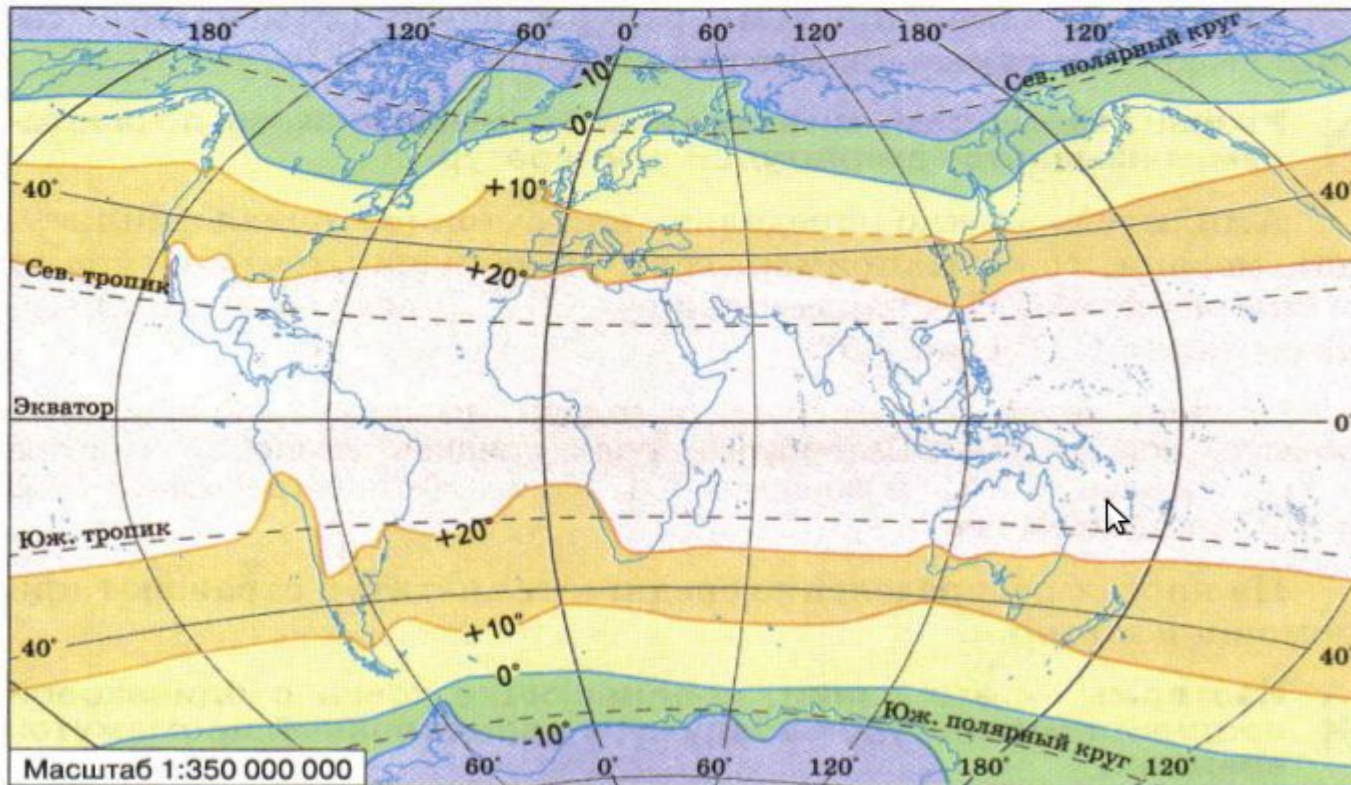 180° 120° 60° 0° 60° 180° 120°
Сев. полярный круг
-10°
0°
+10°
40° 40°
+20°
Сев. тропик
Экватор 0°
Юж. тропик
+20°
+10°
40° 40°
0°
-10°
Юж. полярный круг
60° 0° 60° 120° 180° 120°
Масштаб 1:350 000 000